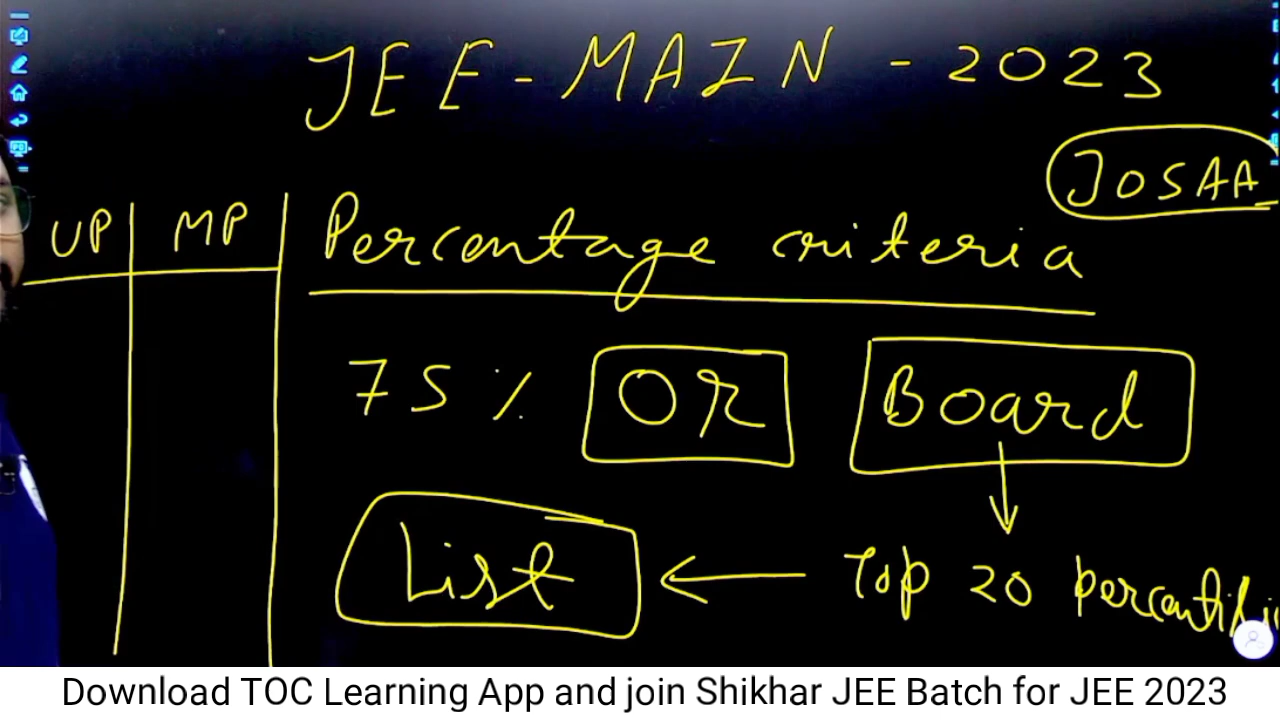 JEE - MAIN - 2023
JOSAA
UP MP Percentage criteria
75 % OR Board
List ← Top 20 percentile
Download TOC Learning App and join Shikhar JEE Batch for JEE 2023